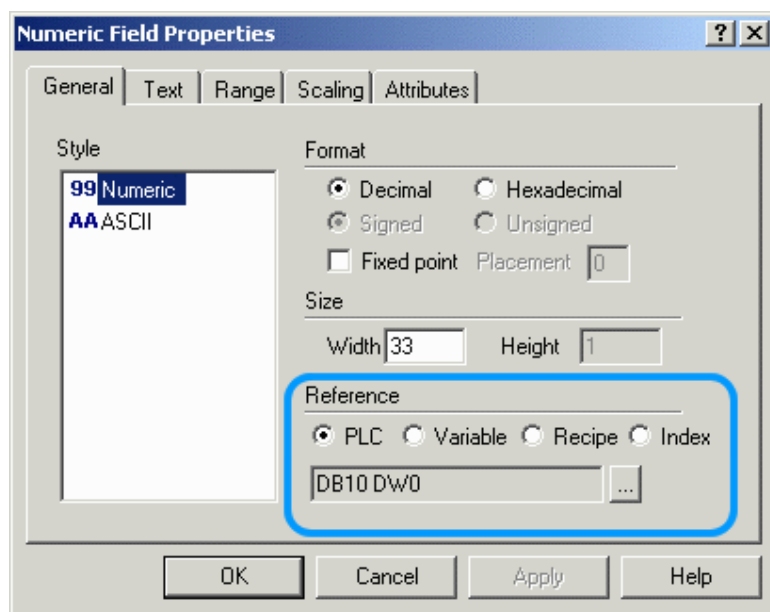 Numeric Field Properties
General Text Range Scaling Attributes
Style
99 Numeric
AA ASCII
Format
Decimal Hexadecimal
Signed Unsigned
Fixed point Placement 0
Size
Width 33 Height 1
Reference
PLC Variable Recipe Index
DB10 DW0 ...
OK Cancel Apply Help